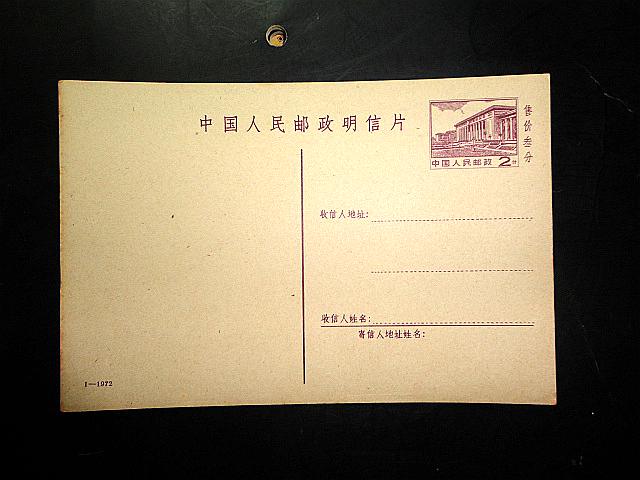 中国人民邮政明信片
售价叁分
中国人民邮政 2分
收信人地址:
收信人姓名:
寄信人地址姓名:
1—1972